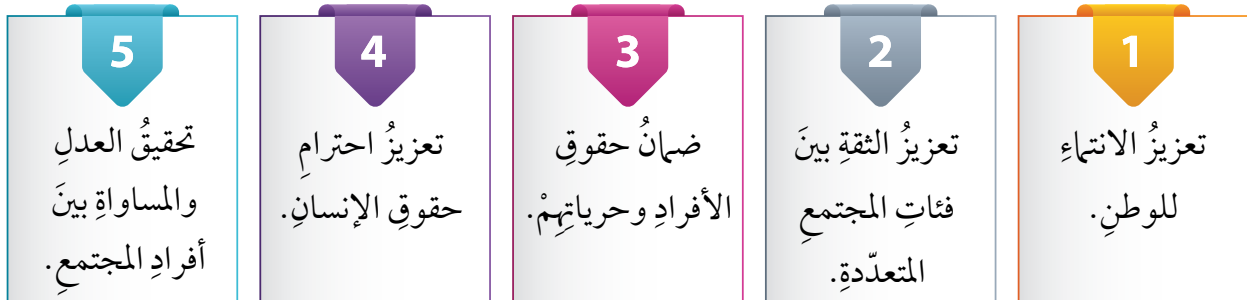 1
تعزيزُ الانتماءِ
للوطنِ.
2
تعزيزُ الثقةِ بينَ
فئاتِ المجتمعِ
المتعدّدةِ.
3
ضمانُ حقوقِ
الأفرادِ وحرياتِهِمْ.
4
تعزيزُ احترامِ
حقوقِ الإنسانِ.
5
تحقيقُ العدلِ
والمساواةِ بينَ
أفرادِ المجتمعِ.